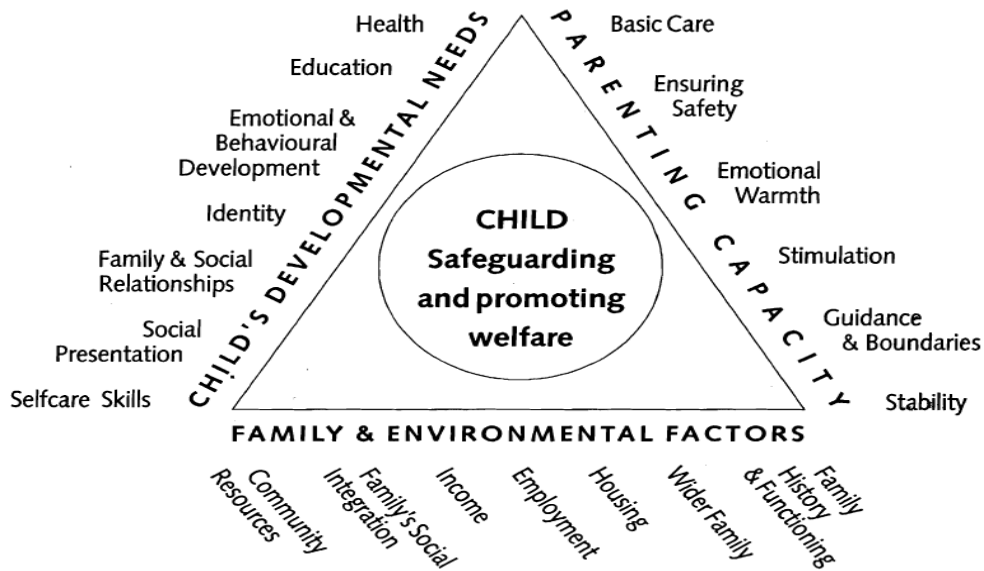 Health
Education
Emotional &
Behavioural
Development
Identity
Family & Social
Relationships
Social
Presentation
Selfcare Skills
CHILD'S DEVELOPMENTAL NEEDS
PARENTING CAPACITY
Basic Care
Ensuring
Safety
Emotional
Warmth
Stimulation
Guidance
& Boundaries
Stability
CHILD
Safeguarding
and promoting
welfare
FAMILY & ENVIRONMENTAL FACTORS
Community
Resources
Family's Social
Integration
Income
Employment
Housing
Wider Family
Family
History
& Functioning